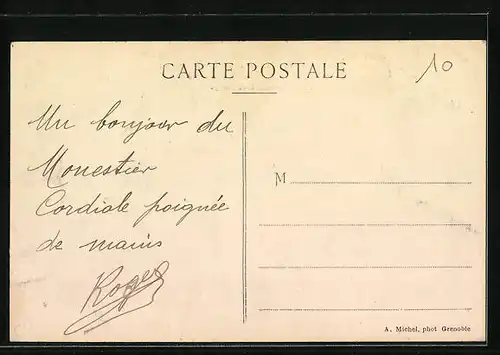 CARTE POSTALE
10
Un bonjour du
Monestier
Cordiale poignée
de mains
Roger
M
A. Michel, phot Grenoble